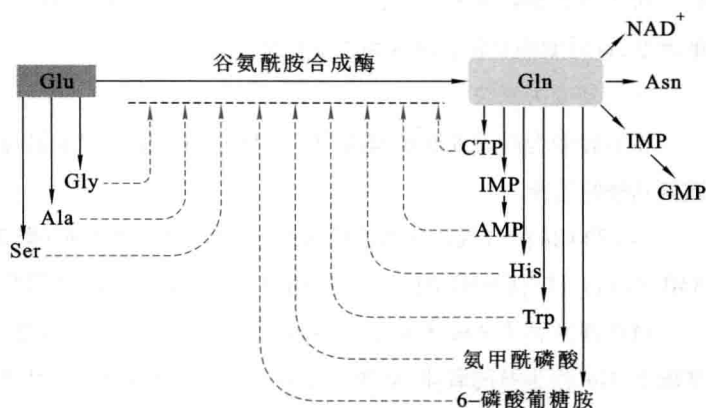 NAD⁺
谷氨酰胺合成酶
Glu
Gln
Asn
CTP
IMP
Gly
IMP
GMP
Ala
AMP
Ser
His
Trp
氨甲酰磷酸
6-磷酸葡糖胺